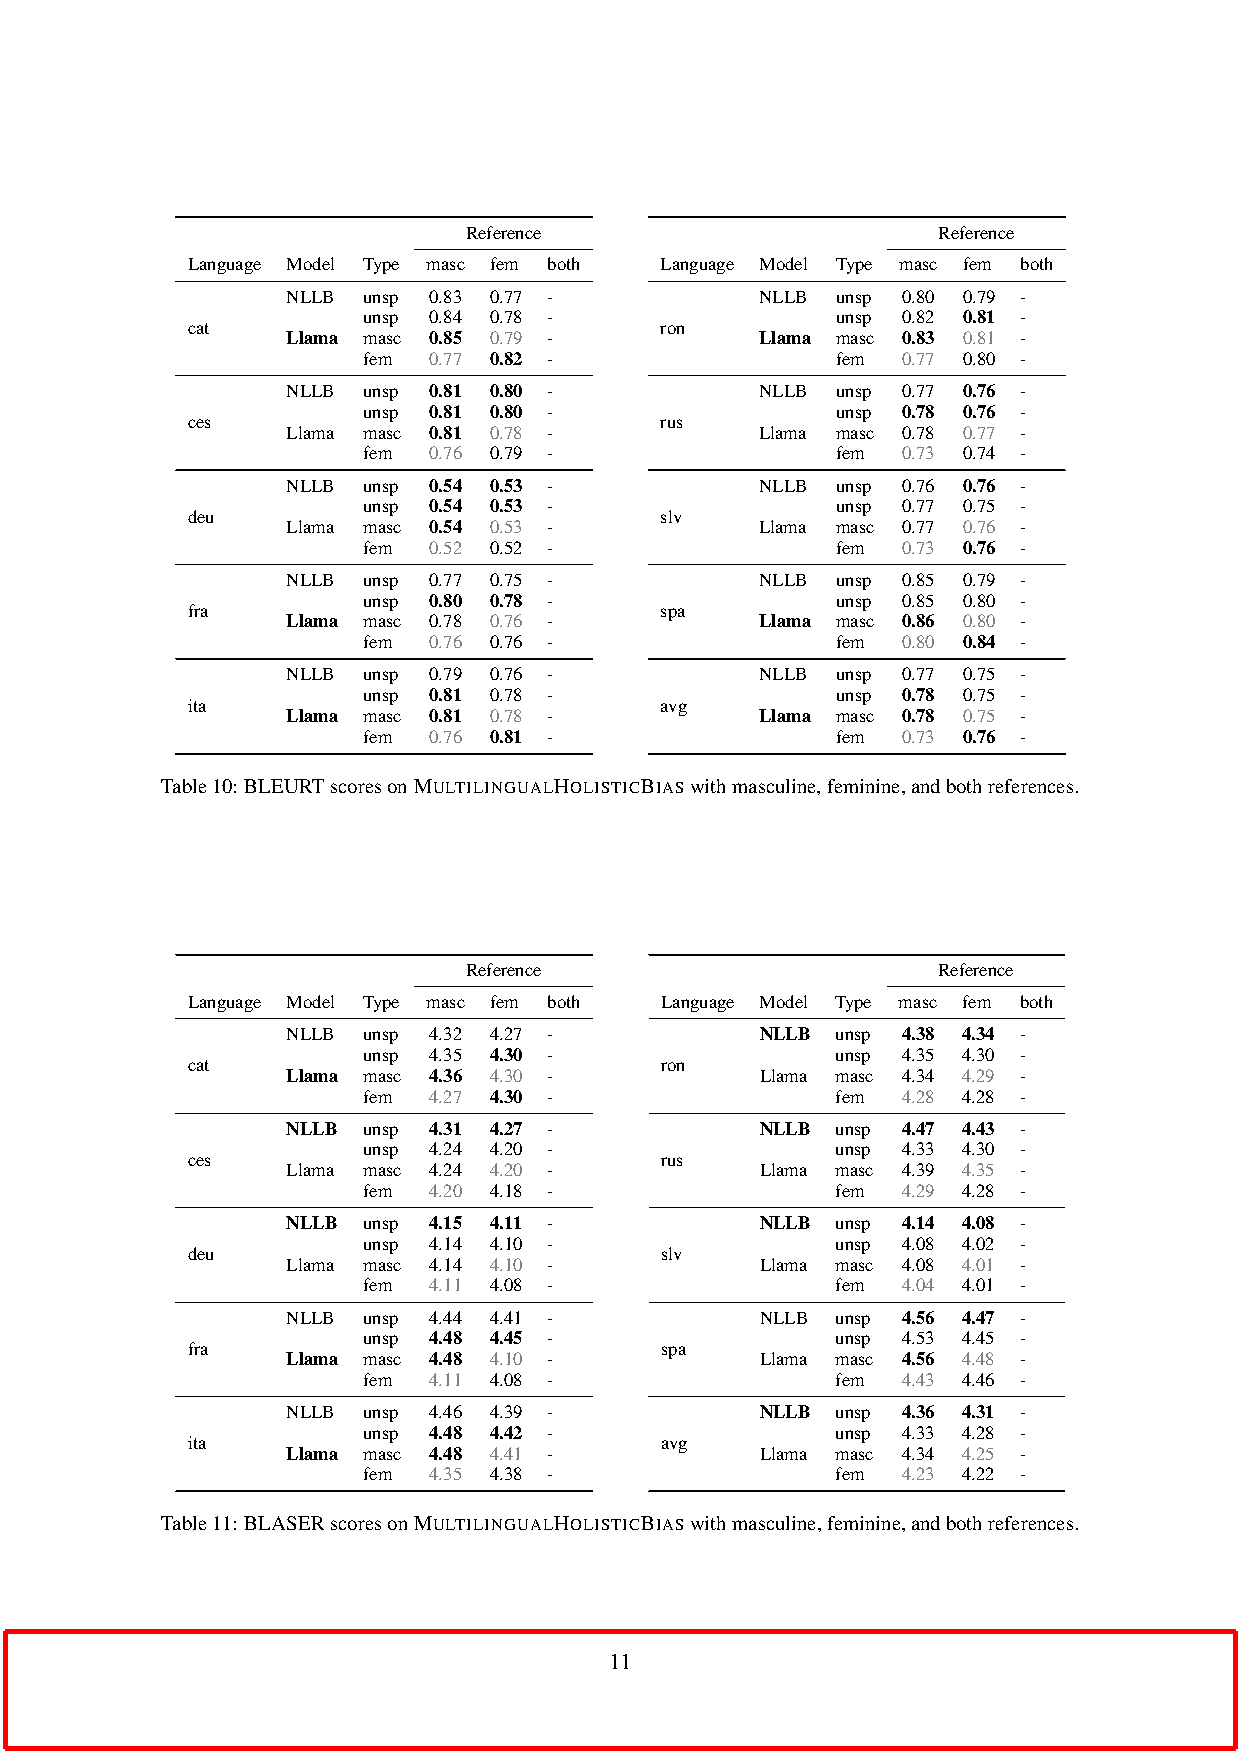 Reference
Language Model Type masc fem both
NLLB unsp 0.83 0.77 -
unsp 0.84 0.78 -
cat
Llama masc 0.85 0.79 -
fem 0.77 0.82 -
NLLB unsp 0.81 0.80 -
unsp 0.81 0.80 -
ces
Llama masc 0.81 0.78 -
fem 0.76 0.79 -
NLLB unsp 0.54 0.53 -
unsp 0.54 0.53 -
deu
Llama masc 0.54 0.53 -
fem 0.52 0.52 -
NLLB unsp 0.77 0.75 -
unsp 0.80 0.78 -
fra
Llama masc 0.78 0.76 -
fem 0.76 0.76 -
NLLB unsp 0.79 0.76 -
unsp 0.81 0.78 -
ita
Llama masc 0.81 0.78 -
fem 0.76 0.81 -
Reference
Language Model Type masc fem both
NLLB unsp 0.80 0.79 -
unsp 0.82 0.81 -
ron
Llama masc 0.83 0.81 -
fem 0.77 0.80 -
NLLB unsp 0.77 0.76 -
unsp 0.78 0.76 -
rus
Llama masc 0.78 0.77 -
fem 0.73 0.74 -
NLLB unsp 0.76 0.76 -
unsp 0.77 0.75 -
slv
Llama masc 0.77 0.76 -
fem 0.73 0.76 -
NLLB unsp 0.85 0.79 -
unsp 0.85 0.80 -
spa
Llama masc 0.86 0.80 -
fem 0.80 0.84 -
NLLB unsp 0.77 0.75 -
unsp 0.78 0.75 -
avg
Llama masc 0.78 0.75 -
fem 0.73 0.76 -
Table 10: BLEURT scores on MULTILINGUALHOLISTICBIAS with masculine, feminine, and both references.
Reference
Language Model Type masc fem both
NLLB unsp 4.32 4.27 -
unsp 4.35 4.30 -
cat
Llama masc 4.36 4.30 -
fem 4.27 4.30 -
NLLB unsp 4.31 4.27 -
unsp 4.24 4.20 -
ces
Llama masc 4.24 4.20 -
fem 4.20 4.18 -
NLLB unsp 4.15 4.11 -
unsp 4.14 4.10 -
deu
Llama masc 4.14 4.10 -
fem 4.11 4.08 -
NLLB unsp 4.44 4.41 -
unsp 4.48 4.45 -
fra
Llama masc 4.48 4.10 -
fem 4.11 4.08 -
NLLB unsp 4.46 4.39 -
unsp 4.48 4.42 -
ita
Llama masc 4.48 4.41 -
fem 4.35 4.38 -
Reference
Language Model Type masc fem both
NLLB unsp 4.38 4.34 -
unsp 4.35 4.30 -
ron
Llama masc 4.34 4.29 -
fem 4.28 4.28 -
NLLB unsp 4.47 4.43 -
unsp 4.33 4.30 -
rus
Llama masc 4.39 4.35 -
fem 4.29 4.28 -
NLLB unsp 4.14 4.08 -
unsp 4.08 4.02 -
slv
Llama masc 4.08 4.01 -
fem 4.04 4.01 -
NLLB unsp 4.56 4.47 -
unsp 4.53 4.45 -
spa
Llama masc 4.56 4.48 -
fem 4.43 4.46 -
NLLB unsp 4.36 4.31 -
unsp 4.33 4.28 -
avg
Llama masc 4.34 4.25 -
fem 4.23 4.22 -
Table 11: BLASER scores on MULTILINGUALHOLISTICBIAS with masculine, feminine, and both references.
11